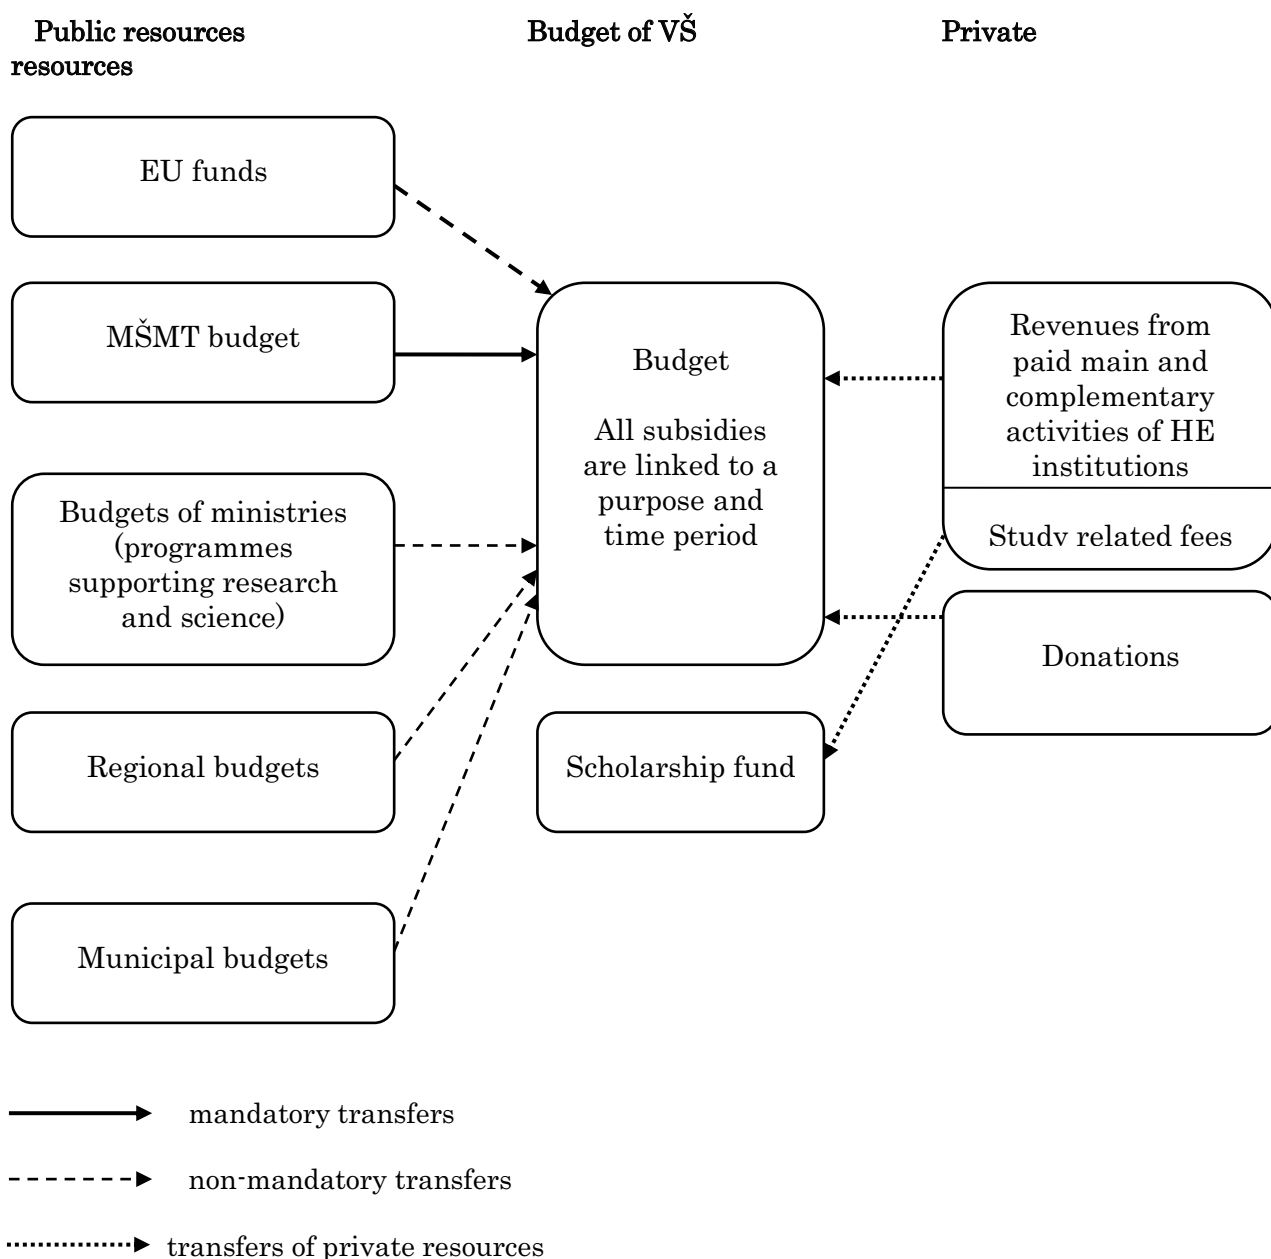 Public resources Budget of VŠ Private
resources
EU funds
MŠMT budget
Budgets of ministries
(programmes
supporting research
and science)
Regional budgets
Municipal budgets
Budget
All subsidies
are linked to a
purpose and
time period
Scholarship fund
Revenues from
paid main and
complementary
activities of HE
institutions
Study related fees
Donations
mandatory transfers
non-mandatory transfers
transfers of private resources